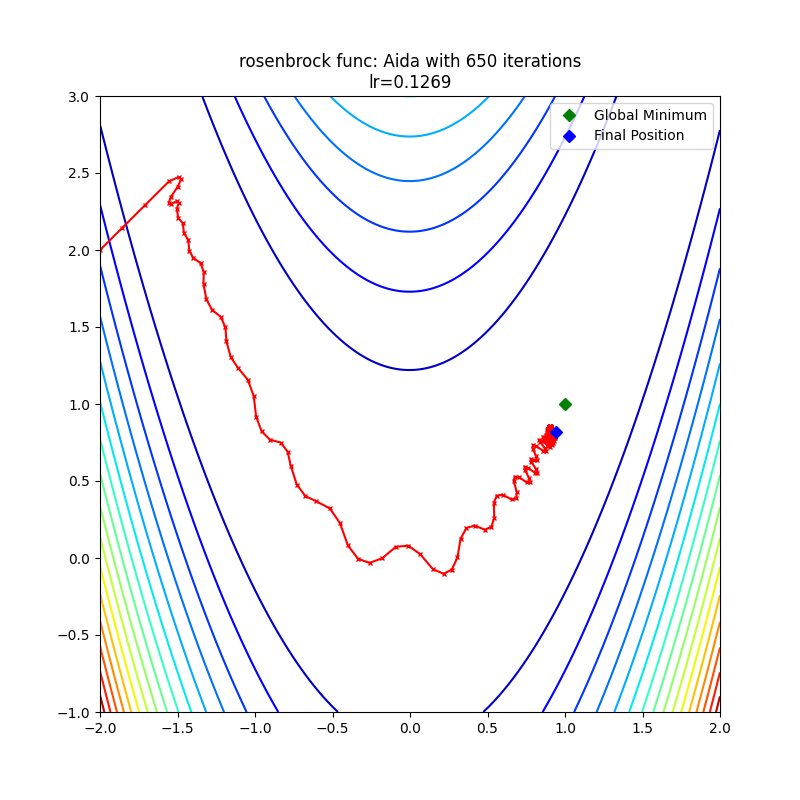 rosenbrock func: Aida with 650 iterations
lr=0.1269
Global Minimum
Final Position
3.0
2.5
2.0
1.5
1.0
0.5
0.0
−0.5
−1.0
−2.0 −1.5 −1.0 −0.5 0.0 0.5 1.0 1.5 2.0